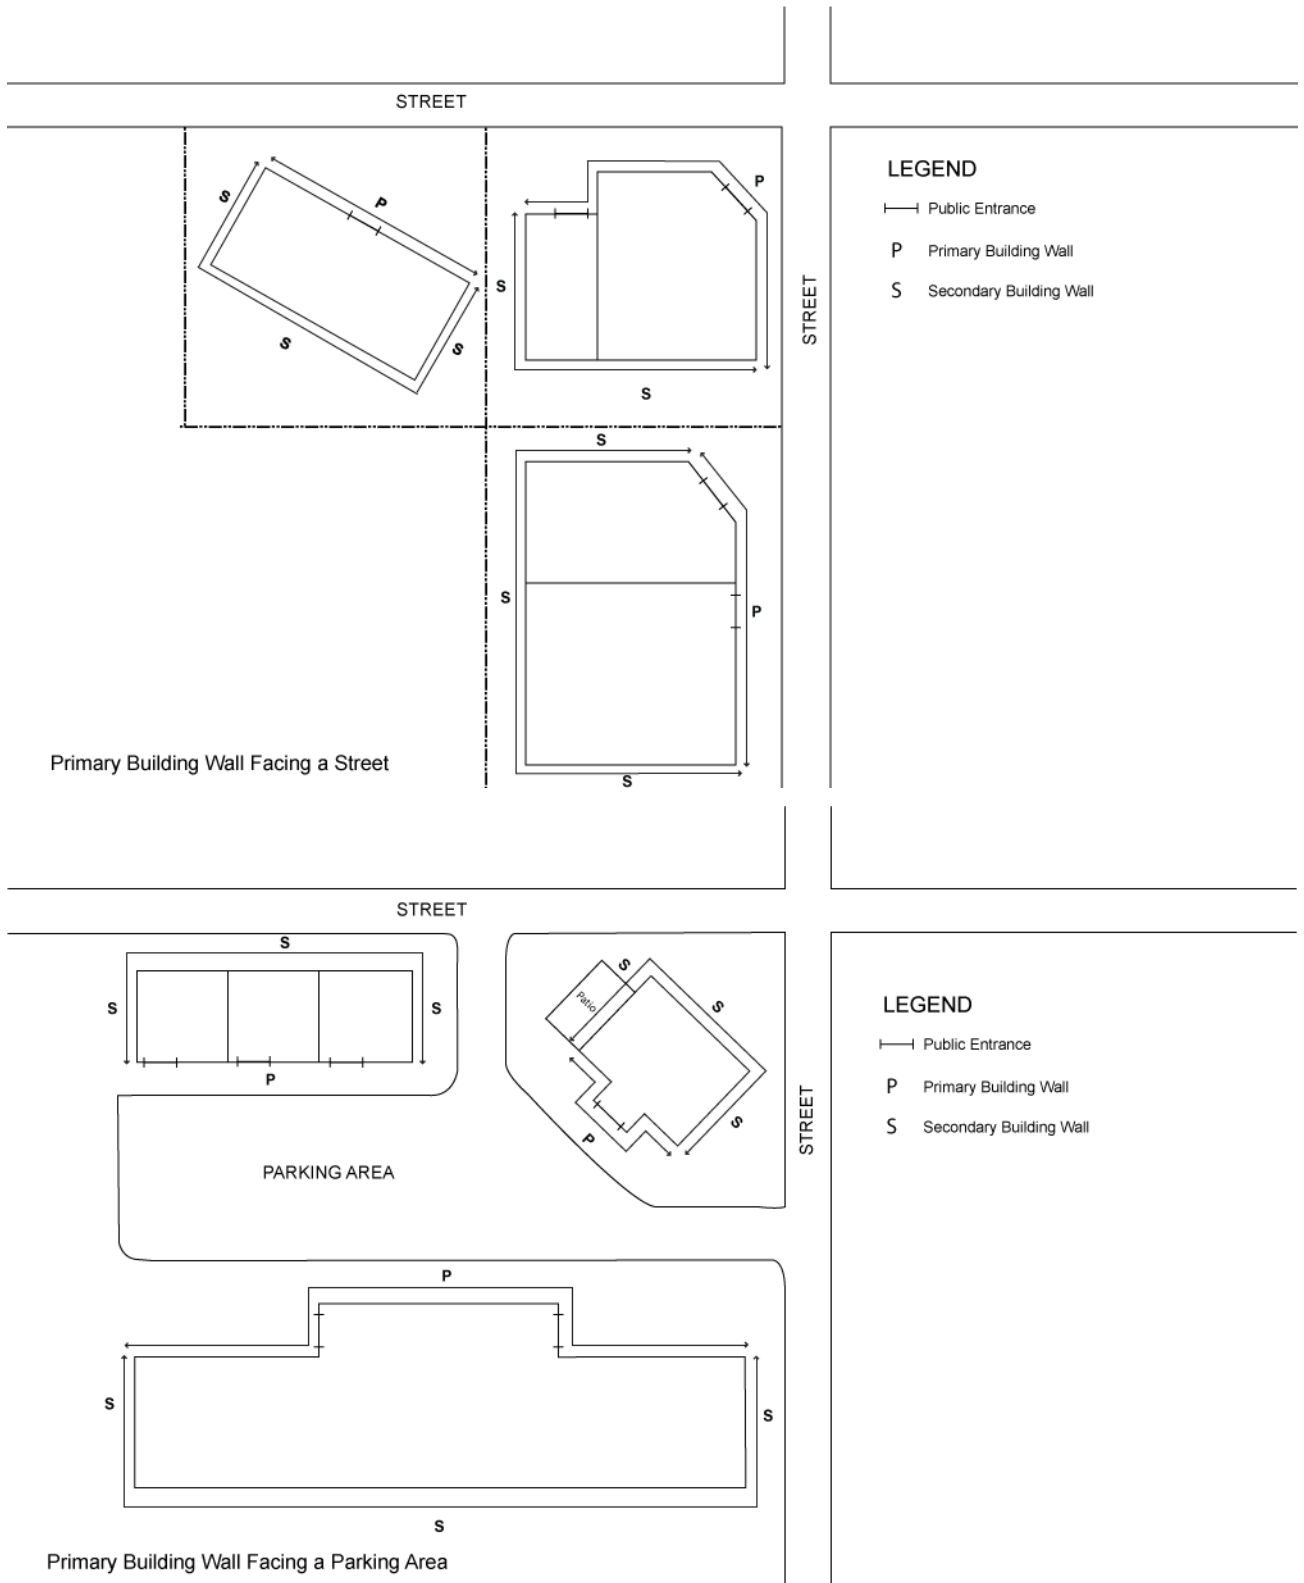 STREET
LEGEND
Public Entrance
P Primary Building Wall
S Secondary Building Wall
S
P
P
S
S
S
S
S
STREET
S
S
P
S
Primary Building Wall Facing a Street
STREET
S
S
S
P
S
Patio
S
S
P
STREET
LEGEND
Public Entrance
P Primary Building Wall
S Secondary Building Wall
PARKING AREA
P
S
S
S
Primary Building Wall Facing a Parking Area